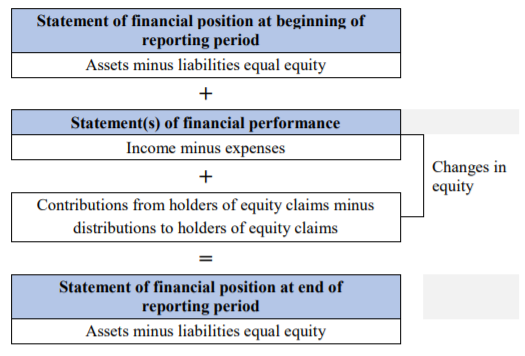 Statement of financial position at beginning of
reporting period
Assets minus liabilities equal equity
+
Statement(s) of financial performance
Income minus expenses
+
Changes in
equity
Contributions from holders of equity claims minus
distributions to holders of equity claims
=
Statement of financial position at end of
reporting period
Assets minus liabilities equal equity